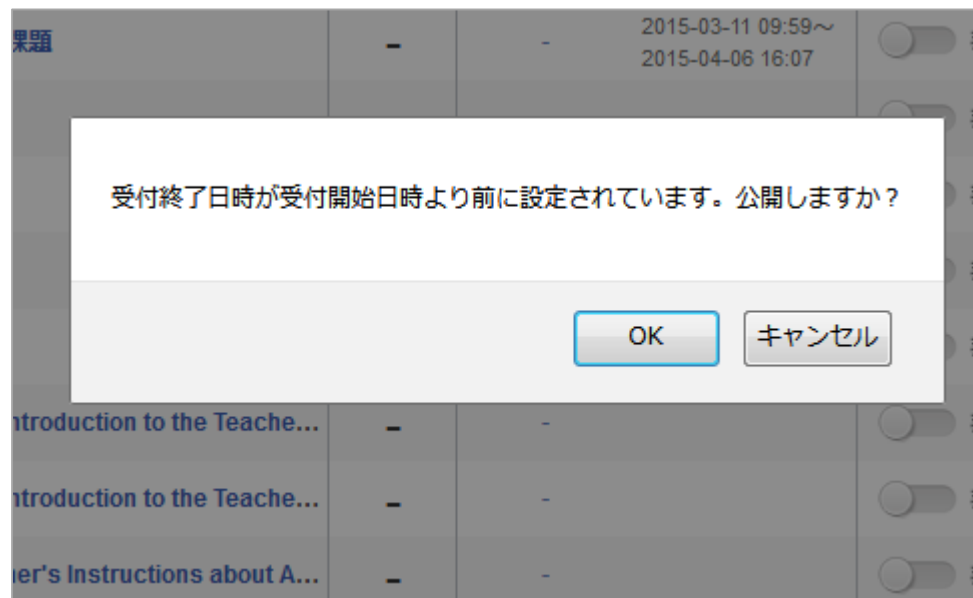 課題 - - 2015-03-11 09:59～
2015-04-06 16:07
受付終了日時が受付開始日時より前に設定されています。公開しますか？
OK キャンセル
ntroduction to the Teache... - -
ntroduction to the Teache... - -
er's Instructions about A... - -